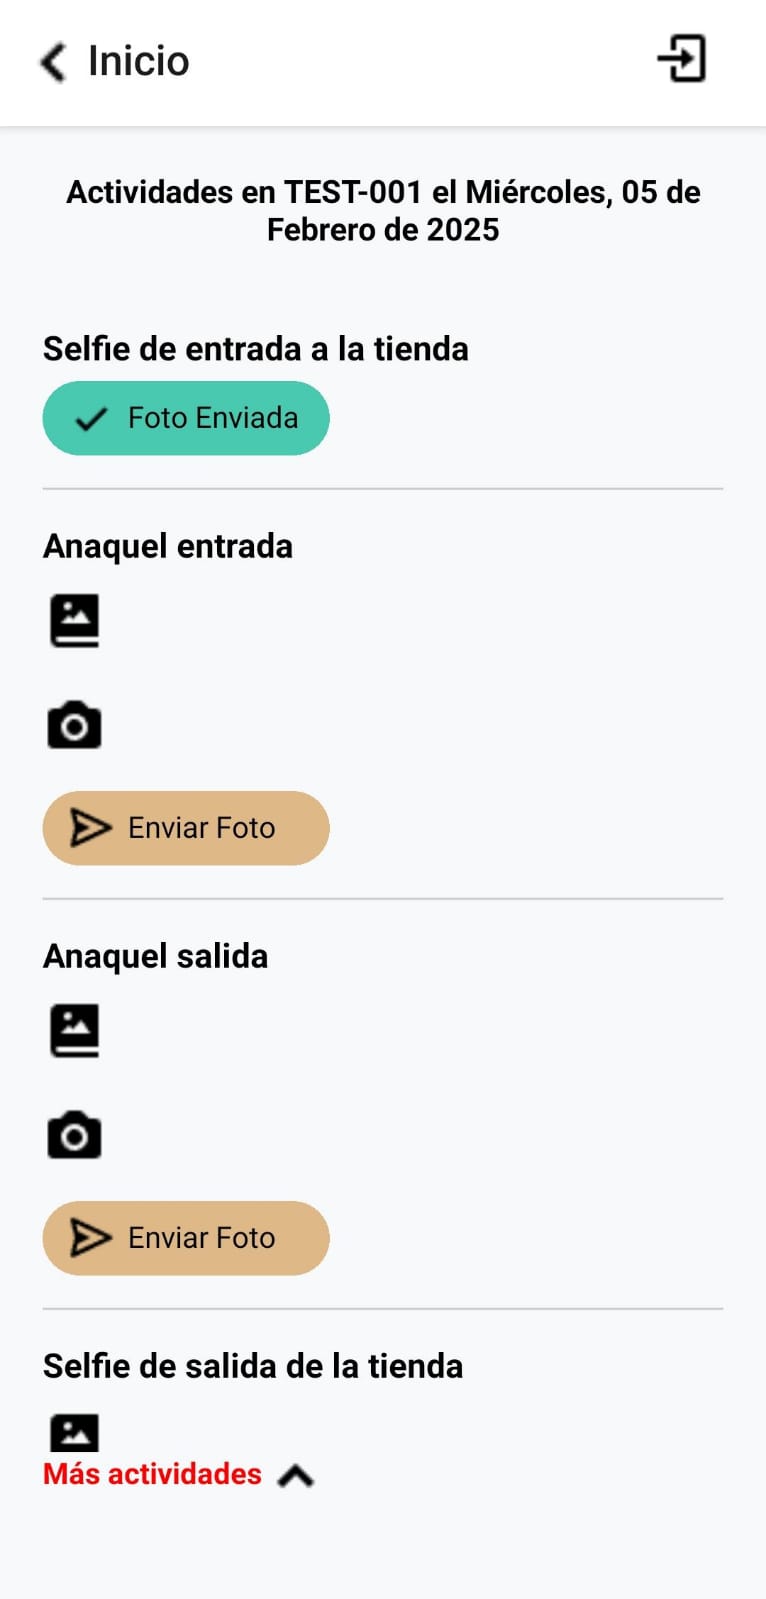 Inicio
Actividades en TEST-001 el Miércoles, 05 de
Febrero de 2025
Selfie de entrada a la tienda
Foto Enviada
Anaquel entrada
Enviar Foto
Anaquel salida
Enviar Foto
Selfie de salida de la tienda
Más actividades